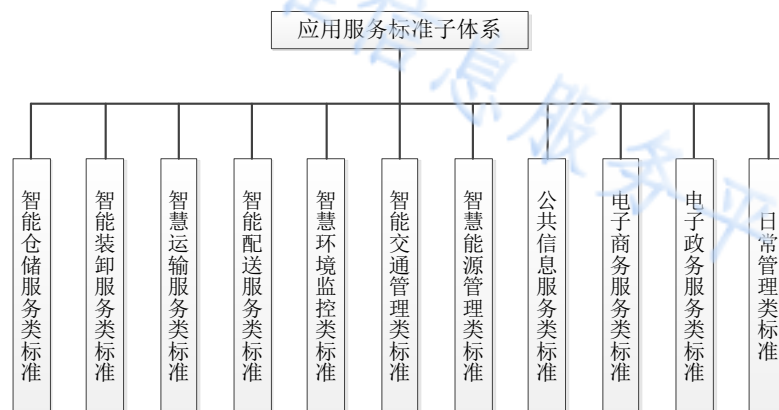 应用服务标准子体系
智能仓储服务类标准
智能装卸服务类标准
智慧运输服务类标准
智能配送服务类标准
智慧环境监控类标准
智能交通管理类标准
智慧能源管理类标准
公共信息服务类标准
电子商务服务类标准
电子政务服务类标准
日常管理类标准
信息服务平